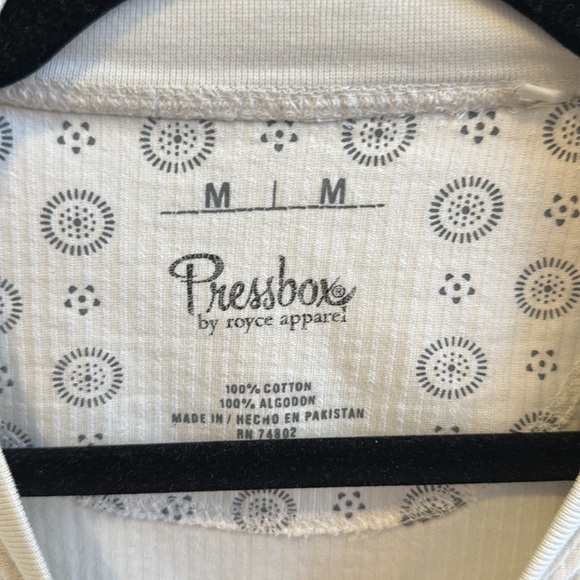 M | M
Pressbox®
by royce apparel
100% COTTON
100% ALGODON
MADE IN / HECHO EN PAKISTAN
RN 74802